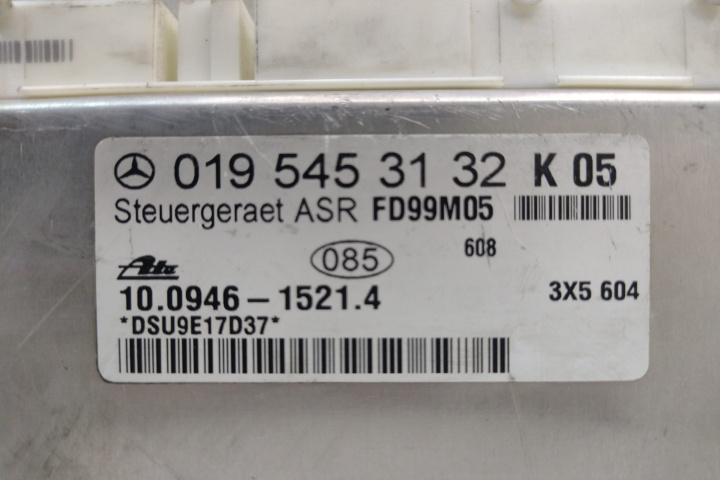 019 545 31 32 K 05
Steuergeraet ASR FD99M05
608
085
Ate
10.0946-1521.4
3X5 604
*DSU9E17D37*